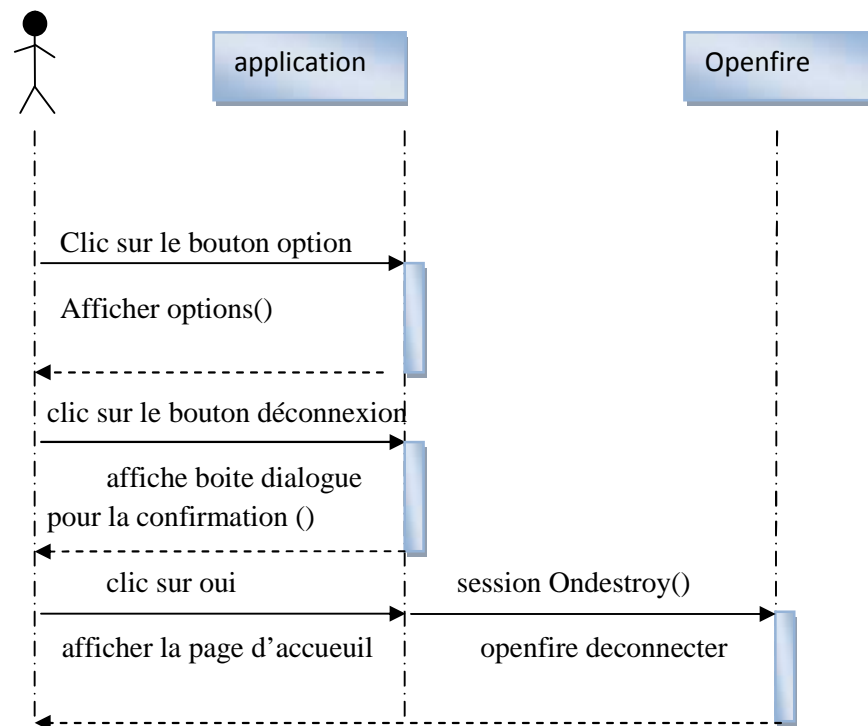 application
Openfire
Clic sur le bouton option
Afficher options()
clic sur le bouton déconnexion
affiche boite dialogue
pour la confirmation ()
clic sur oui
session Ondestroy()
afficher la page d’accueuil
openfire deconnecter